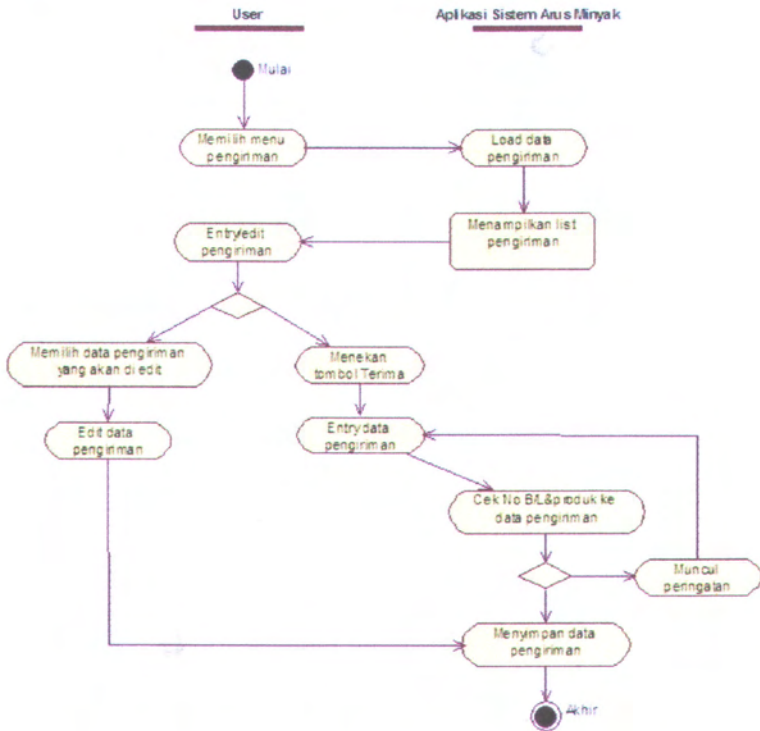 User
Aplikasi Sistem Arus Minyak
Mulai
Memilih menu
pengiriman
Load data
pengiriman
Menampilkan list
pengiriman
Entry/edit
pengiriman
Memilih data pengiriman
yang akan di edit
Menekan
tombol Terima
Edit data
pengiriman
Entry data
pengiriman
Cek No B/L&produk ke
data pengiriman
Muncul
peringatan
Menyimpan data
pengiriman
Akhir